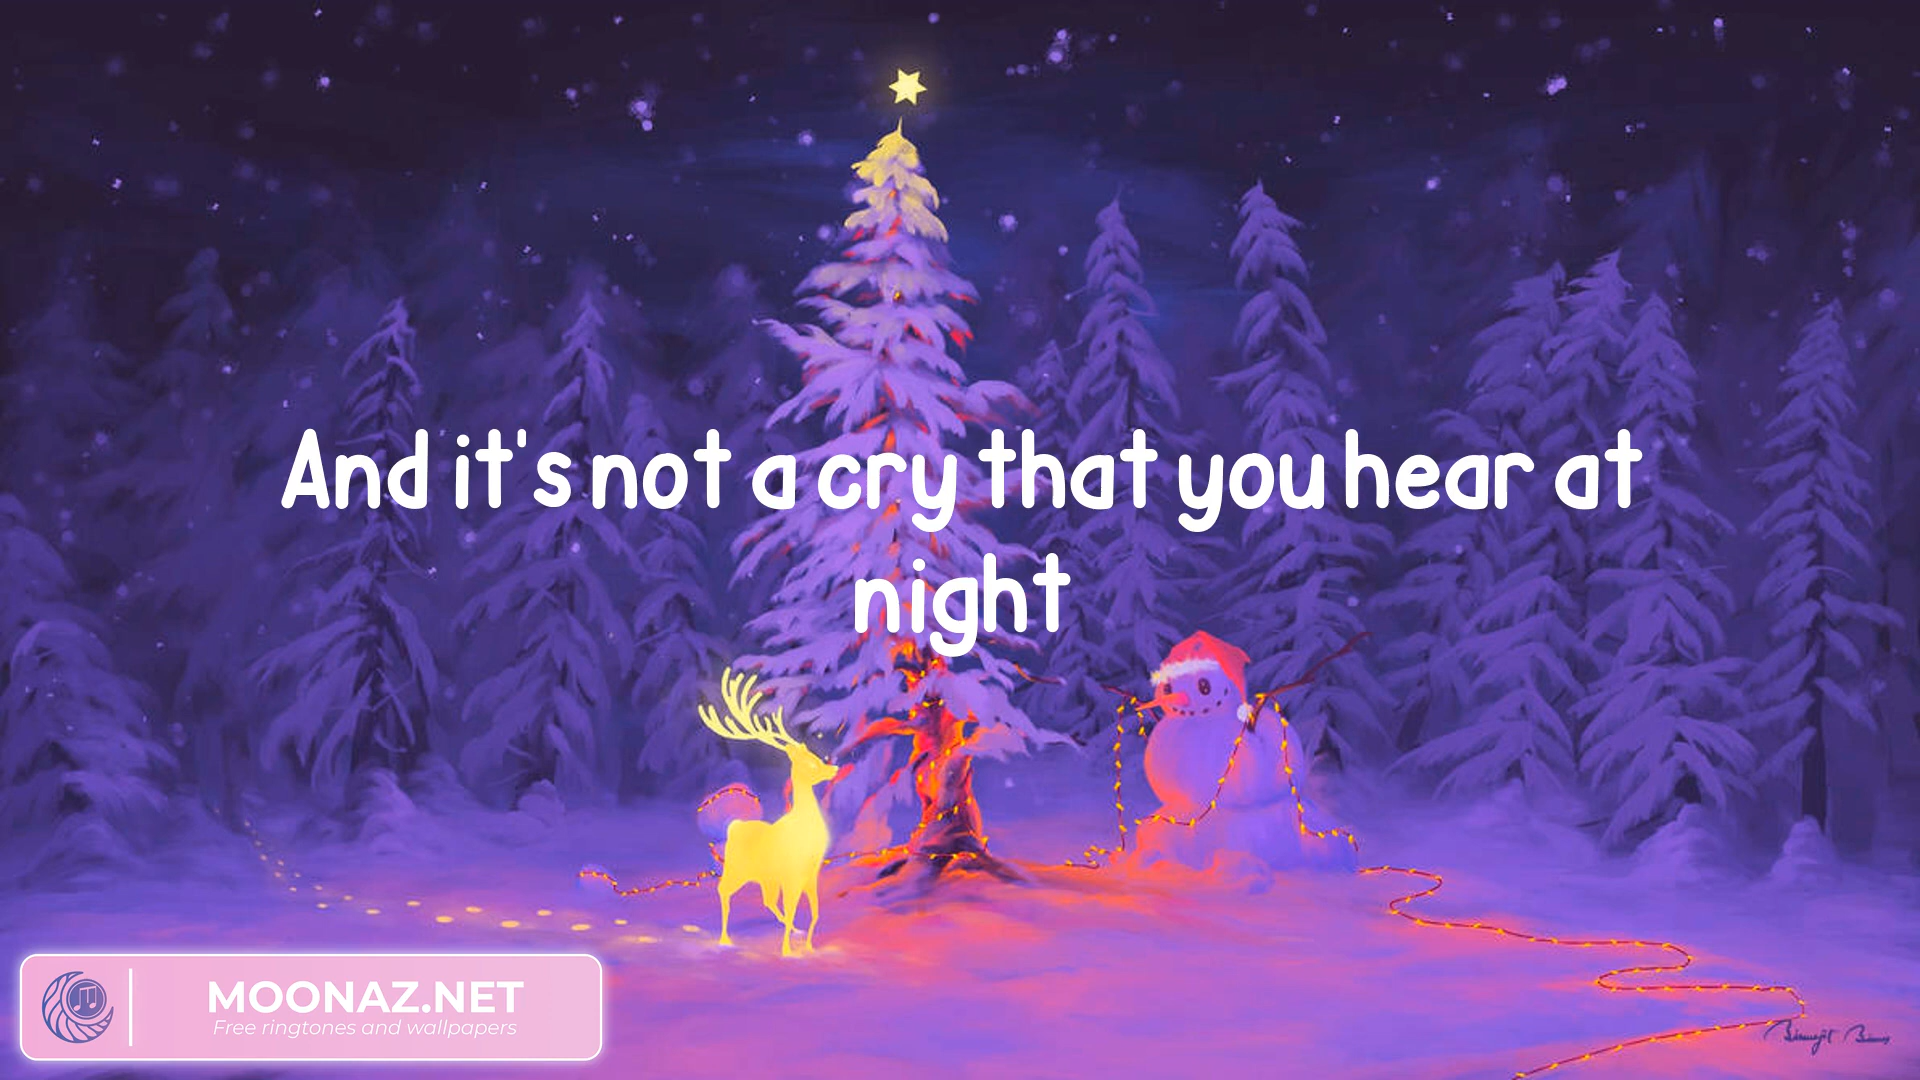 And it's not a cry that you hear at
night
MOONAZ.NET
Free ringtones and wallpapers